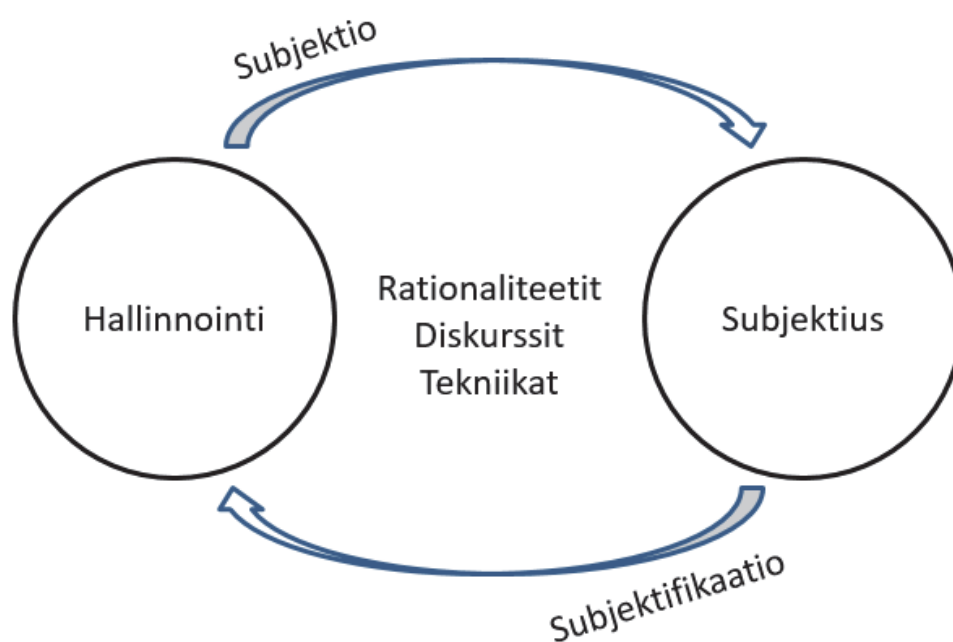 Subjektio
Hallinnointi
Rationaliteetit
Diskurssit
Tekniikat
Subjektius
Subjektifikaatio